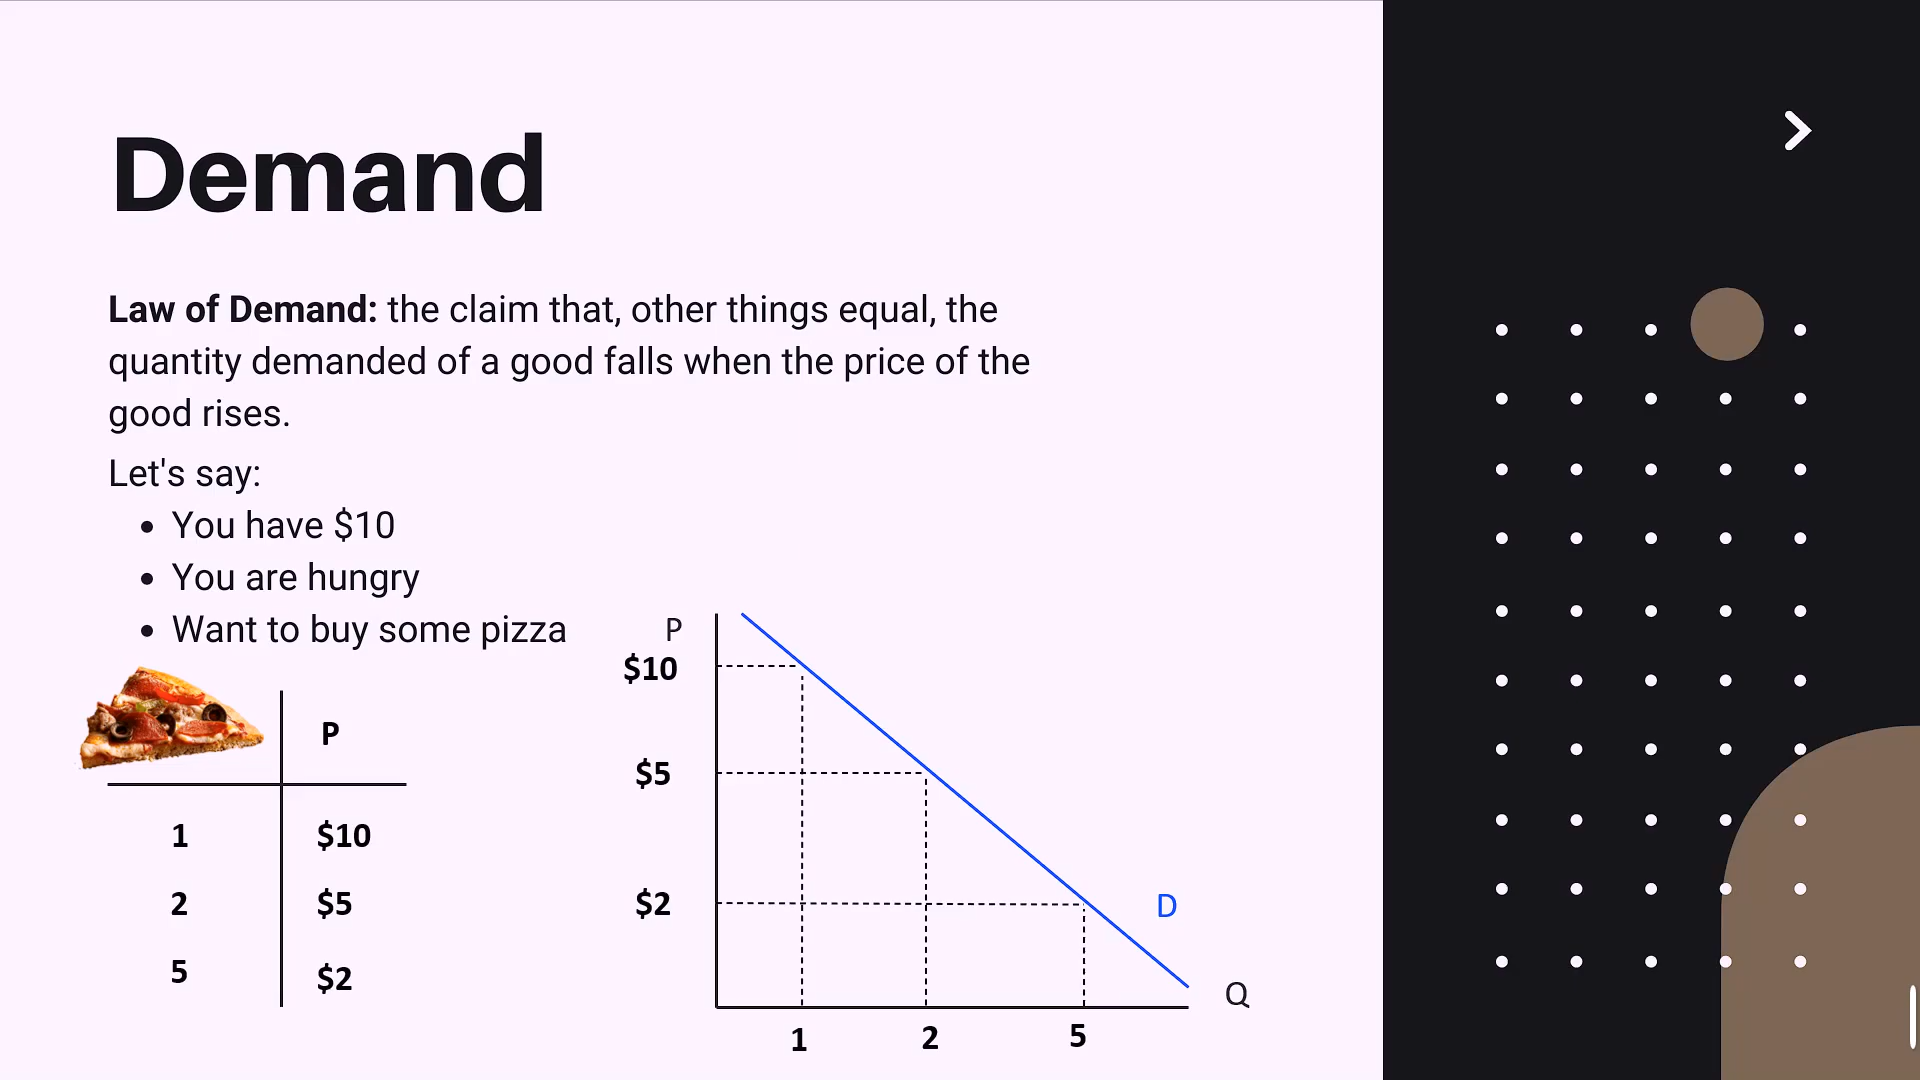 Demand
Law of Demand: the claim that, other things equal, the
quantity demanded of a good falls when the price of the
good rises.
Let's say:
• You have $10
• You are hungry
• Want to buy some pizza
P
1 $10
2 $5
5 $2
P
$10
$5
$2
D
Q
1 2 5